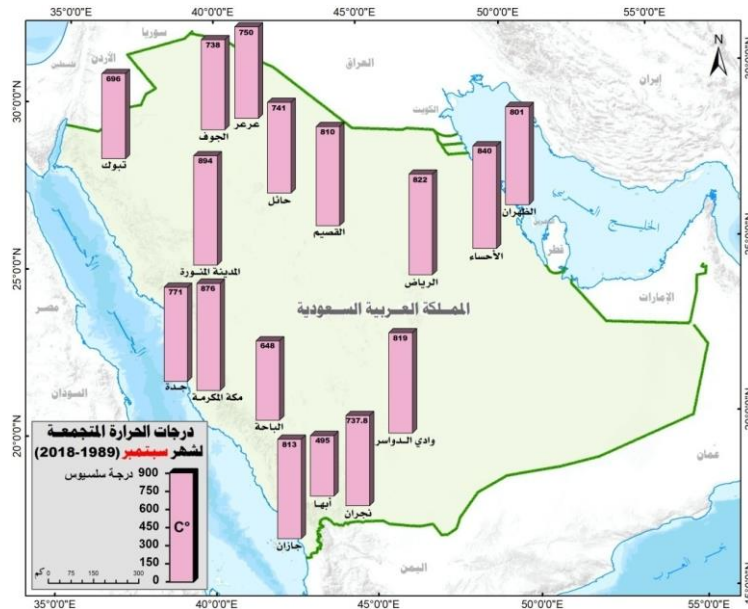 35°0'0"E 40°0'0"E 45°0'0"E 50°0'0"E 55°0'0"E
سوريا
الأردن
فلسطين
العراق
إيران
الكويت
N
750
عرعر
738
الجوف
696
تبوك
741
حائل
810
القصيم
801
الظهران
840
الأحساء
822
الرياض
894
المدينة المنورة
البحرين
قطر
الخليج العربي
30°0'0"N
25°0'0"N
مصر
الإمارات
771
جدة
876
مكة المكرمة
المملكة العربية السعودية
648
الباحة
819
وادي الدواسر
السودان
20°0'0"N
737.8
نجران
495
أبها
813
جازان
عُمان
اليمن
بحر العرب
درجات الحرارة المتجمعة
لشهر سبتمبر (1989-2018)
درجة سلسيوس
900
750
600
450
300
150
0
C°
كم 0 75 150 300
35°0'0"E 40°0'0"E 45°0'0"E 50°0'0"E 55°0'0"E